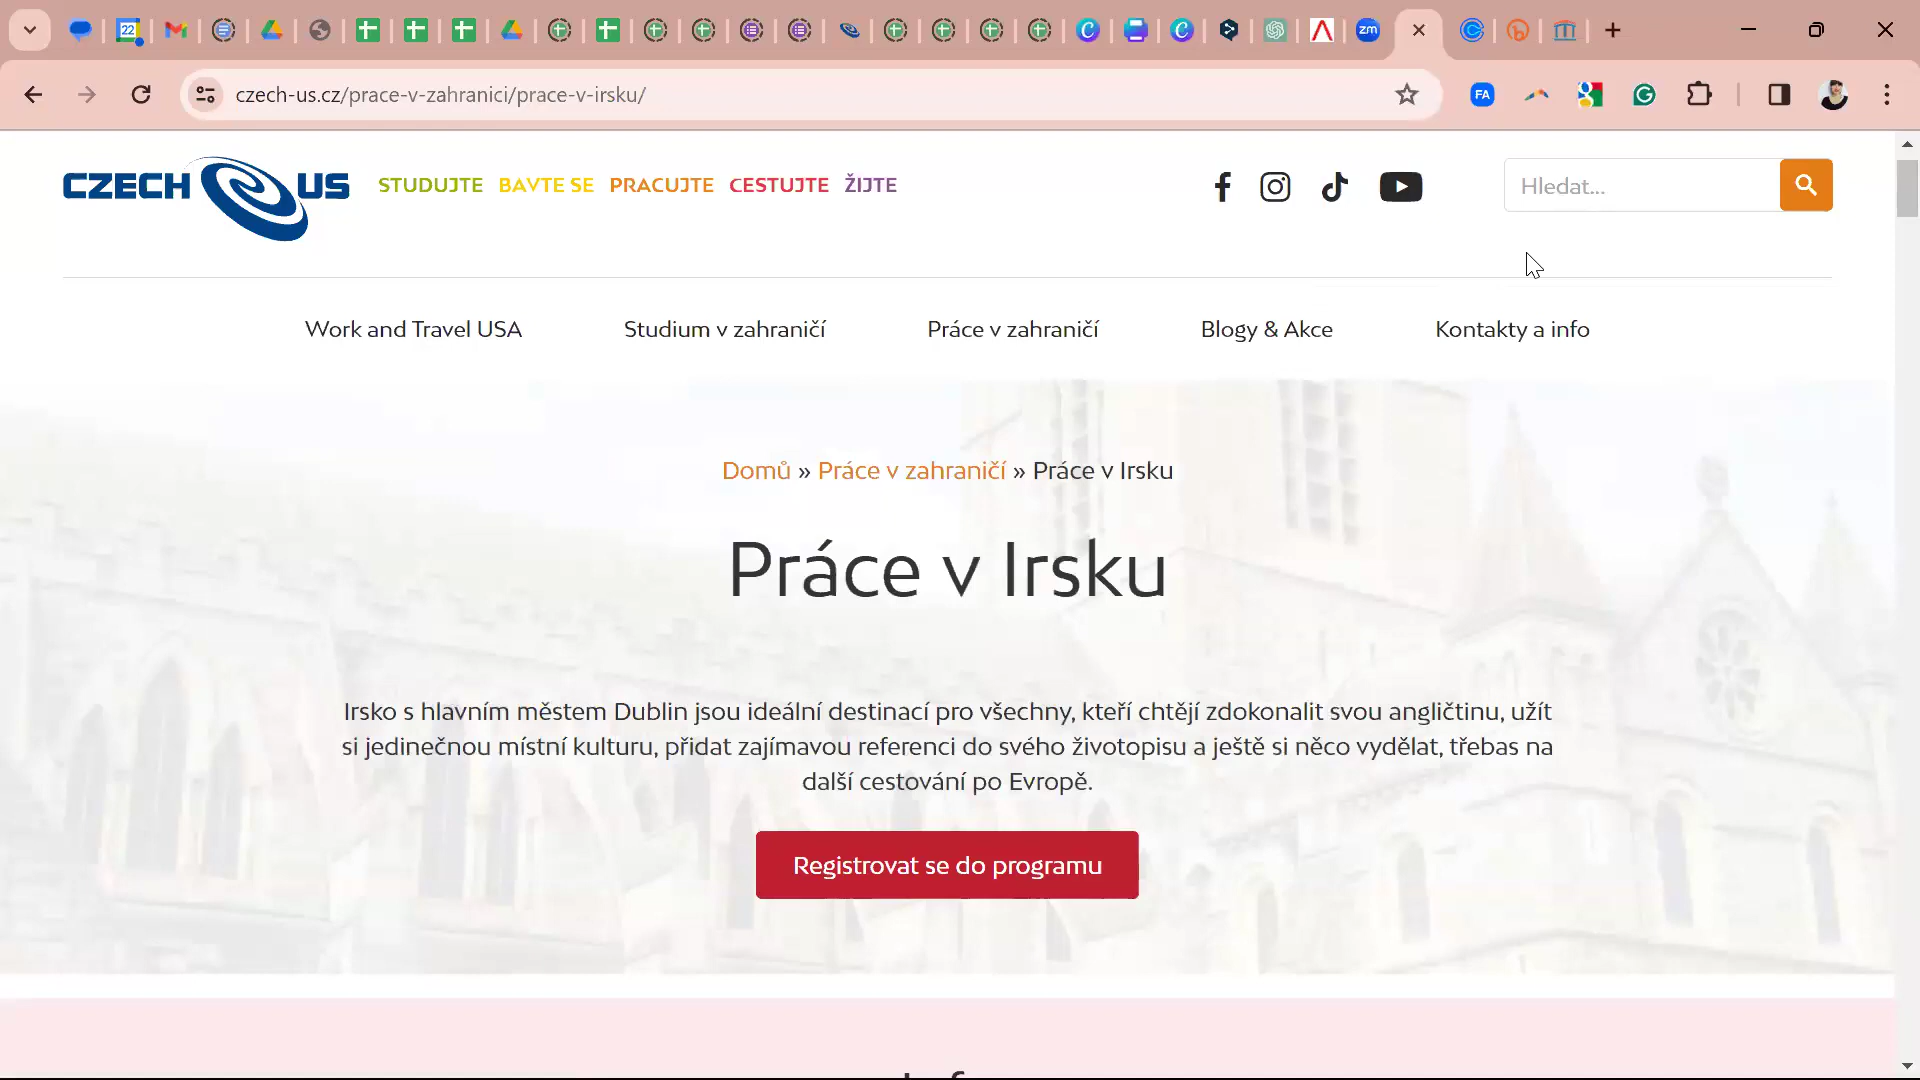 22
zm
czech-us.cz/prace-v-zahranici/prace-v-irsku/
FA
CZECH US
STUDUJTE BAVTE SE PRACUJTE CESTUJTE ŽIJTE
Hledat...
Work and Travel USA
Studium v zahraničí
Práce v zahraničí
Blogy & Akce
Kontakty a info
Domů » Práce v zahraničí » Práce v Irsku
Práce v Irsku
Irsko s hlavním městem Dublin jsou ideální destinací pro všechny, kteří chtějí zdokonalit svou angličtinu, užít
si jedinečnou místní kulturu, přidat zajímavou referenci do svého životopisu a ještě si něco vydělat, třebas na
další cestování po Evropě.
Registrovat se do programu